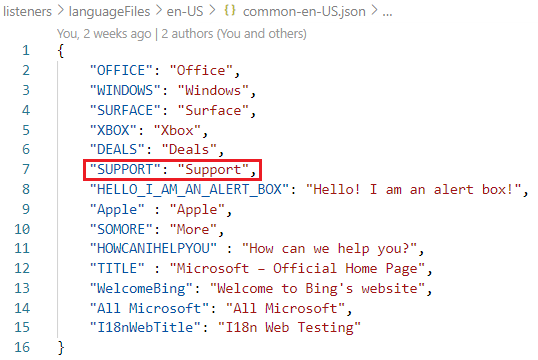 listeners > languageFiles > en-US > {} common-en-US.json > ...
You, 2 weeks ago | 2 authors (You and others)
1 {
2 "OFFICE": "Office",
3 "WINDOWS": "Windows",
4 "SURFACE": "Surface",
5 "XBOX": "Xbox",
6 "DEALS": "Deals",
7 "SUPPORT": "Support",
8 "HELLO_I_AM_AN_ALERT_BOX": "Hello! I am an alert box!",
9 "Apple" : "Apple",
10 "SOMORE": "More",
11 "HOWCANIHELPYOU" : "How can we help you?",
12 "TITLE" : "Microsoft – Official Home Page",
13 "WelcomeBing": "Welcome to Bing's website",
14 "All Microsoft": "All Microsoft",
15 "I18nWebTitle": "I18n Web Testing"
16 }